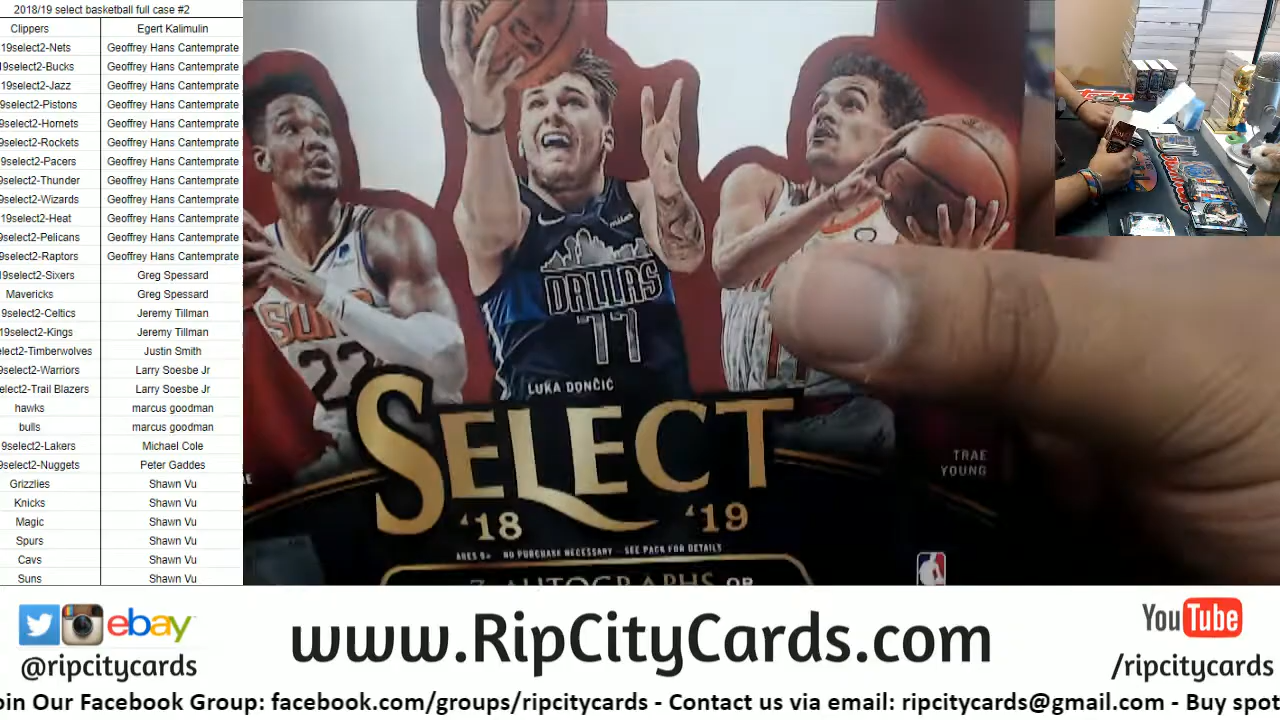 2018/19 select basketball full case #2
Clippers Egert Kalimulin
19select2-Nets Geoffrey Hans Cantemprate
19select2-Bucks Geoffrey Hans Cantemprate
19select2-Jazz Geoffrey Hans Cantemprate
9select2-Pistons Geoffrey Hans Cantemprate
9select2-Hornets Geoffrey Hans Cantemprate
9select2-Rockets Geoffrey Hans Cantemprate
9select2-Pacers Geoffrey Hans Cantemprate
9select2-Thunder Geoffrey Hans Cantemprate
9select2-Wizards Geoffrey Hans Cantemprate
19select2-Heat Geoffrey Hans Cantemprate
9select2-Pelicans Geoffrey Hans Cantemprate
9select2-Raptors Geoffrey Hans Cantemprate
19select2-Sixers Greg Spessard
Mavericks Greg Spessard
9select2-Celtics Jeremy Tillman
19select2-Kings Jeremy Tillman
elect2-Timberwolves Justin Smith
9select2-Warriors Larry Soesbe Jr
elect2-Trail Blazers Larry Soesbe Jr
hawks marcus goodman
bulls marcus goodman
9select2-Lakers Michael Cole
9select2-Nuggets Peter Gaddes
Grizzlies Shawn Vu
Knicks Shawn Vu
Magic Shawn Vu
Spurs Shawn Vu
Cavs Shawn Vu
Suns Shawn Vu
SUN
22
DALLAS
77
LUKA DONČIĆ
TRAE
YOUNG
SELECT
'18 '19
AGES 9+ NO PURCHASE NECESSARY - SEE PACK FOR DETAILS
3 AUTOGRAPHS OR
ebay
@ripcitycards
www.RipCityCards.com
YouTube
/ripcitycards
oin Our Facebook Group: facebook.com/groups/ripcitycards - Contact us via email: ripcitycards@gmail.com - Buy spot